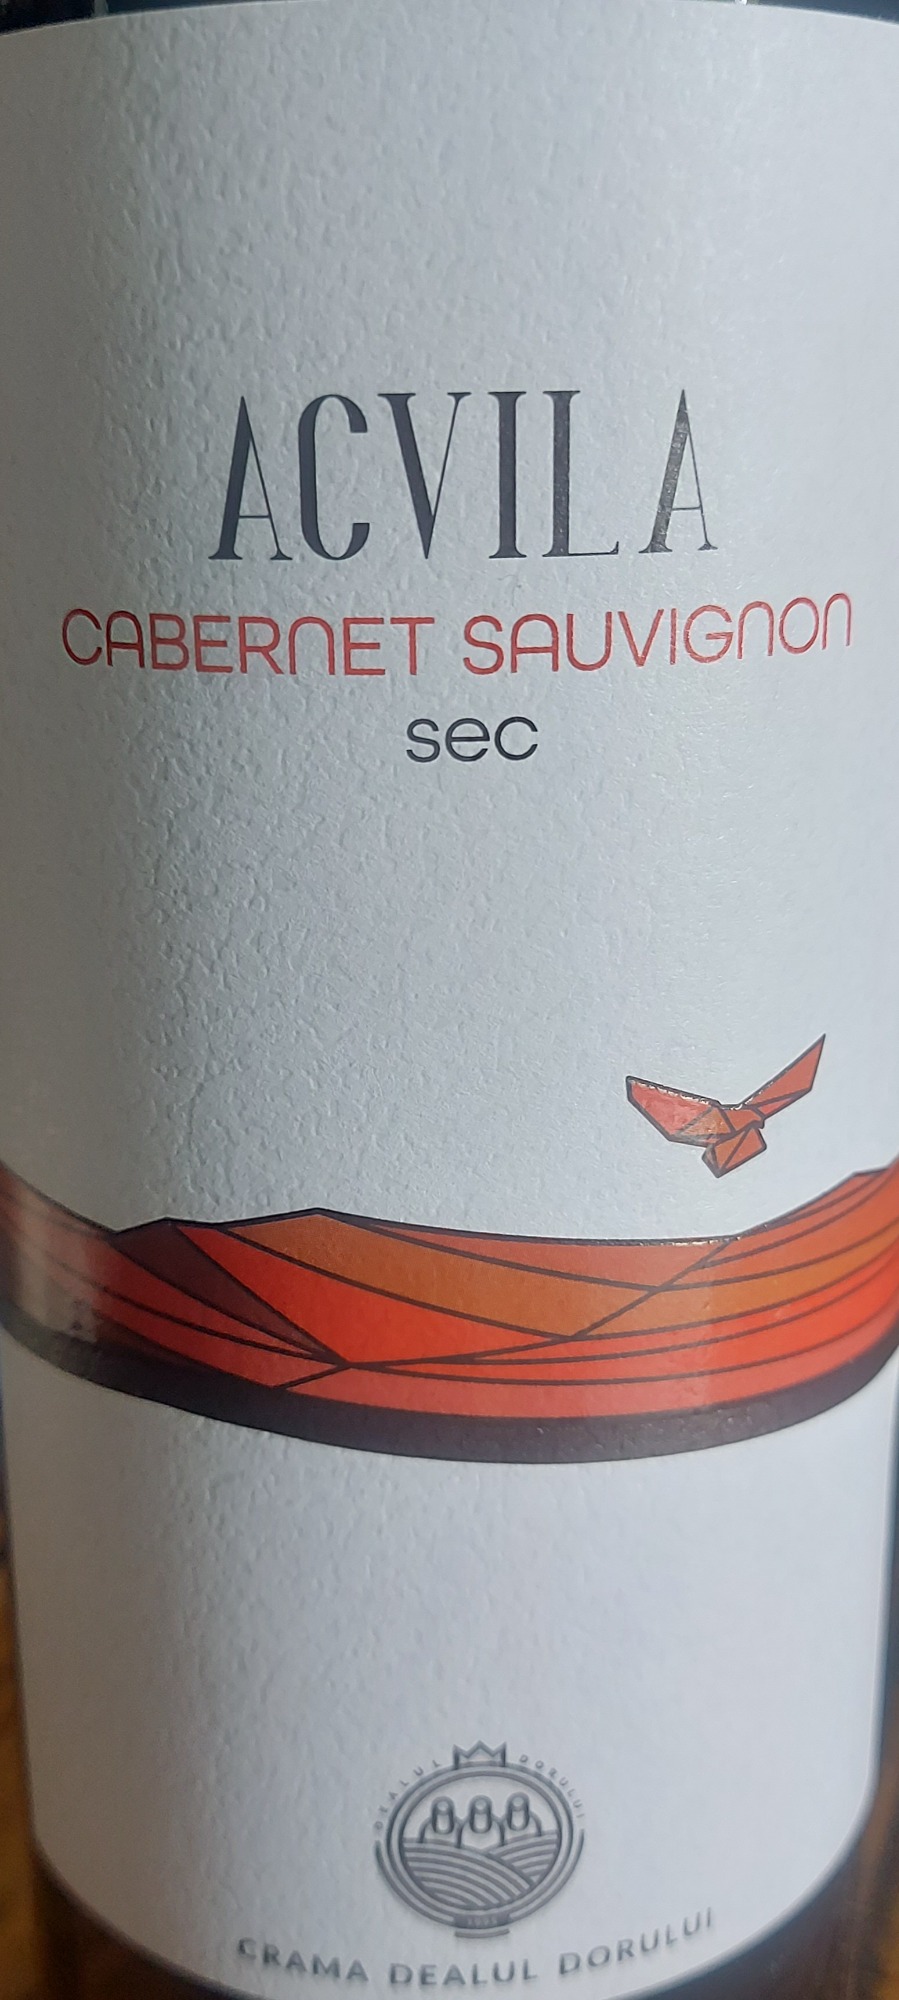 ACVILA
CABERNET SAUVIGNON
sec
DEALUL DORULUI
CRAMA DEALUL DORULUI